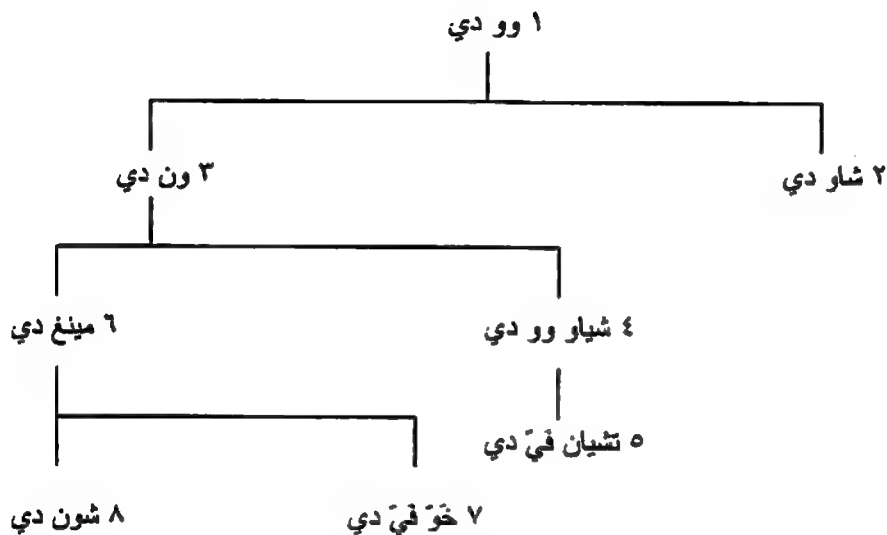 ١ وو دي
٢ شاو دي
٣ ون دي
٤ شياو وو دي
٦ مينغ دي
٥ تشيان فيّ دي
٧ خوّ فيّ دي
٨ شون دي